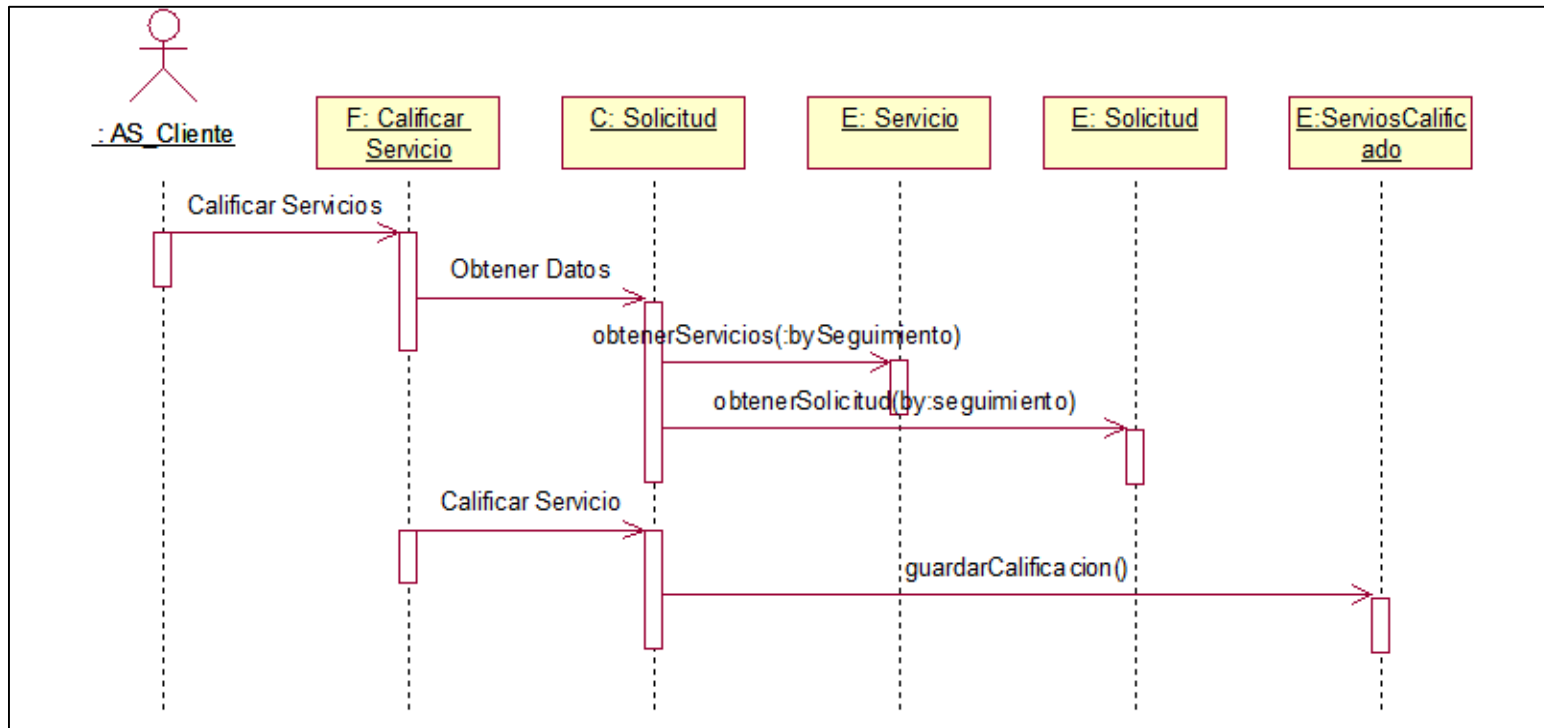 : AS_Cliente
F: Calificar
Servicio
C: Solicitud
E: Servicio
E: Solicitud
E:ServiosCalific
ado
Calificar Servicios
Obtener Datos
obtenerServicios(:bySeguimiento)
obtenerSolicitud(by:seguimiento)
Calificar Servicio
guardarCalificacion()